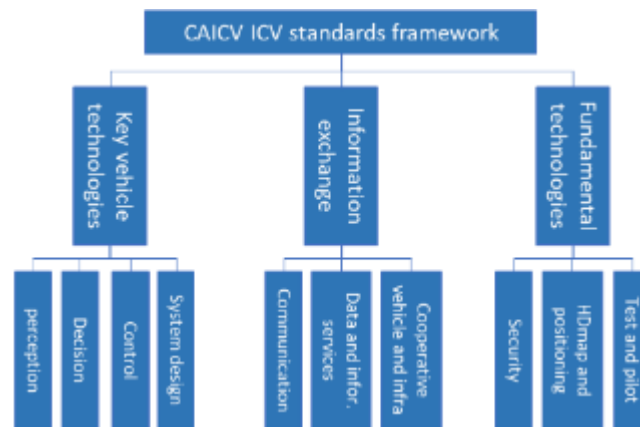 CAICV ICV standards framework
Key vehicle
technologies
Information
exchange
Fundamental
technologies
perception
Decision
Control
System design
Communication
Data and infor.
services
Cooperative
vehicle and infra
Security
HDmap and
positioning
Test and pilot